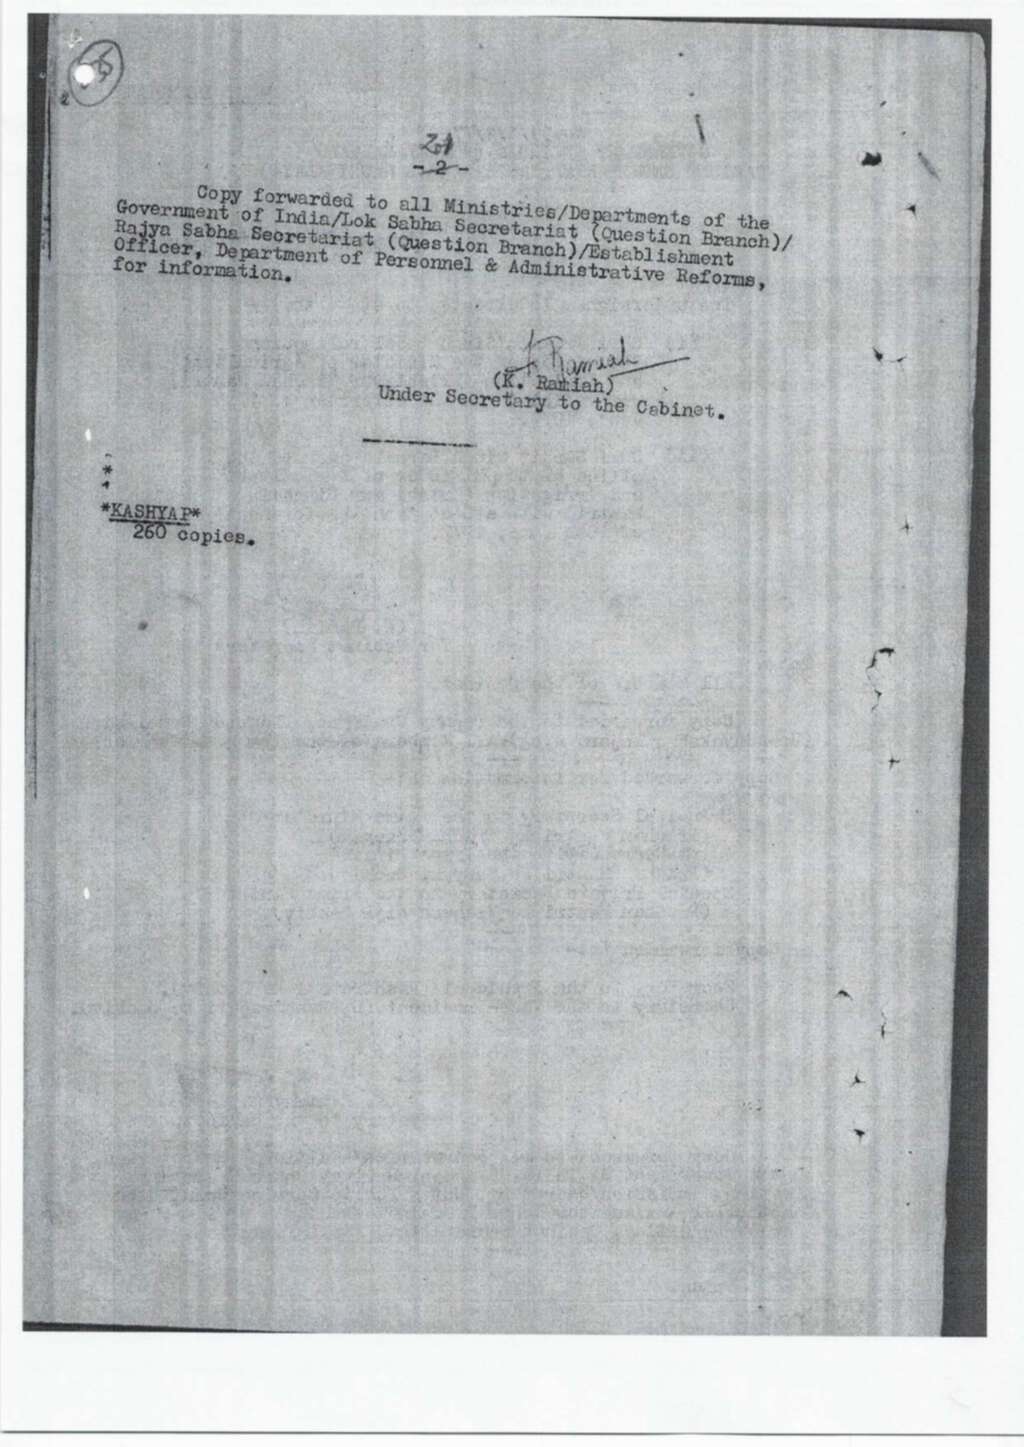 -2-
Copy forwarded to all Ministries/Departments of the
Government of India/Lok Sabha Secretariat (Question Branch)/
Rajya Sabha Secretariat (Question Branch)/Establishment
Officer, Department of Personnel & Administrative Reforms,
for information.
K Ramiah
(K. Ramiah)
Under Secretary to the Cabinet.
*
*KASHYAP*
260 copies.